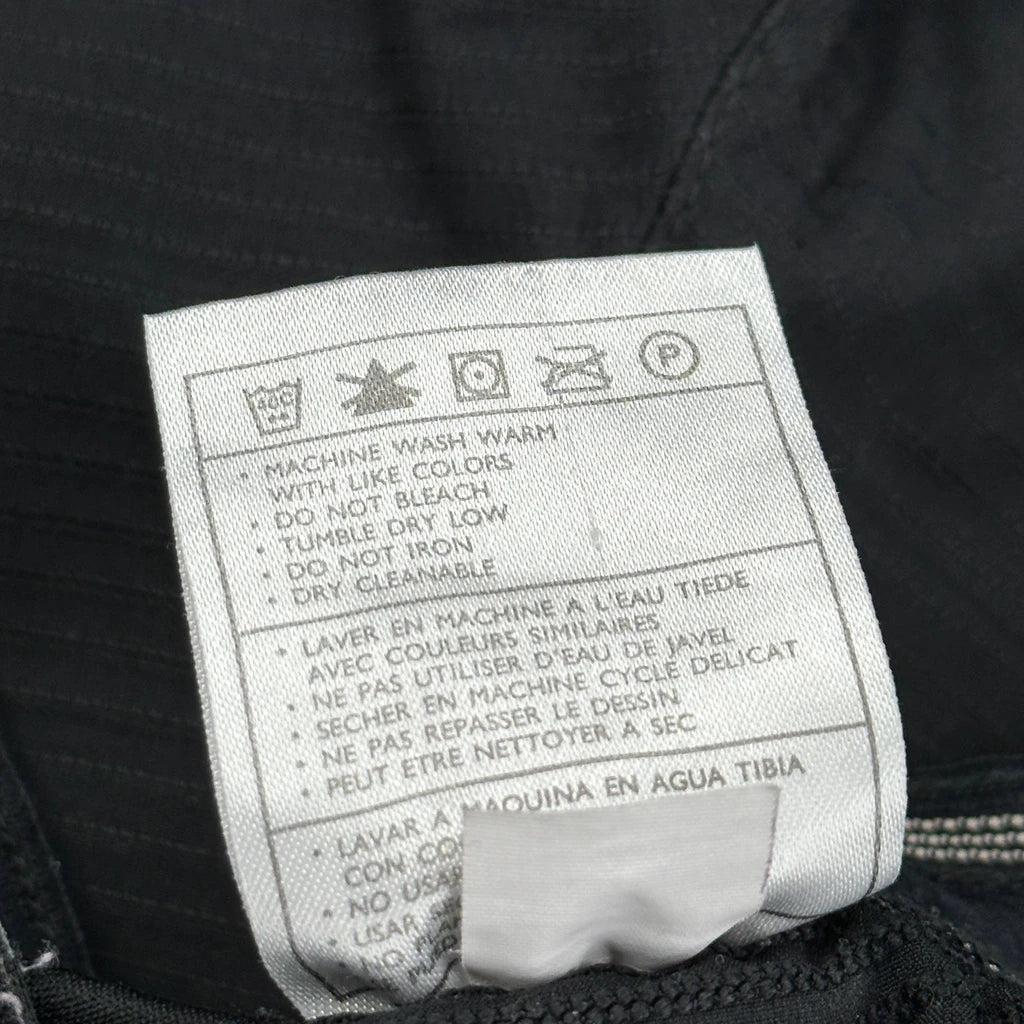 P
• MACHINE WASH WARM
WITH LIKE COLORS
• DO NOT BLEACH
• TUMBLE DRY LOW
• DO NOT IRON
• DRY CLEANABLE
• LAVER EN MACHINE A L'EAU TIEDE
AVEC COULEURS SIMILAIRES
• NE PAS UTILISER D'EAU DE JAVEL
• SECHER EN MACHINE CYCLE DELICAT
• NE PAS REPASSER LE DESSIN
• PEUT ETRE NETTOYER A SEC
• LAVAR A MAQUINA EN AGUA TIBIA
CON CO
• NO USAR
• USAR